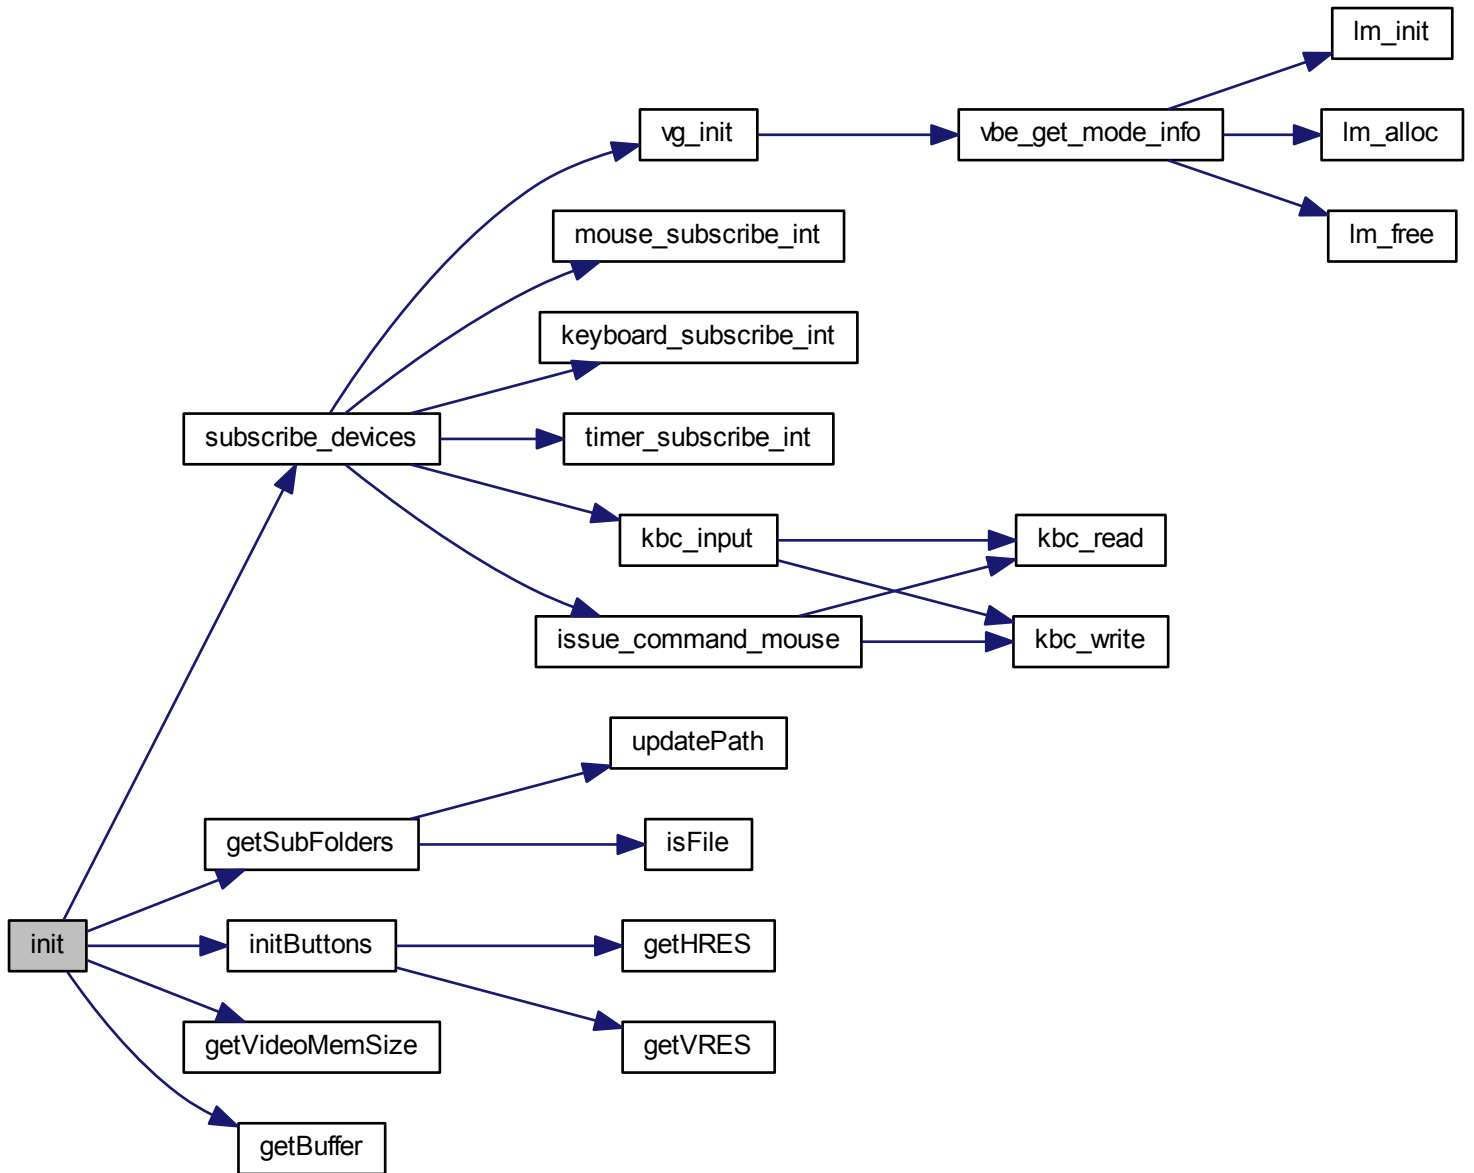 lm_init
vg_init
vbe_get_mode_info
lm_alloc
mouse_subscribe_int
lm_free
keyboard_subscribe_int
subscribe_devices
timer_subscribe_int
kbc_input
kbc_read
issue_command_mouse
kbc_write
updatePath
getSubFolders
isFile
init
initButtons
getHRES
getVideoMemSize
getVRES
getBuffer